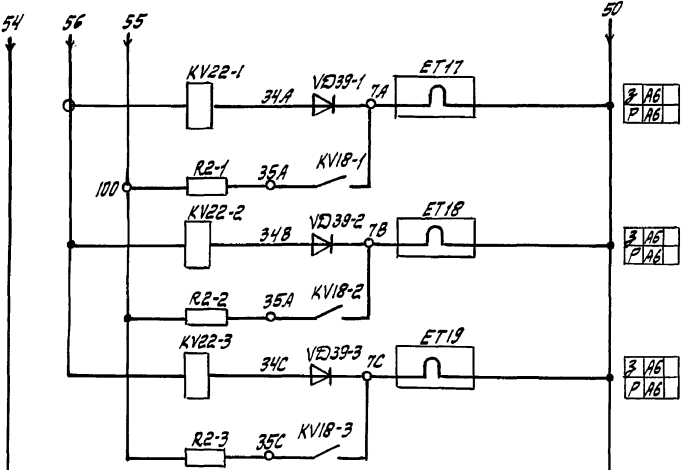 54 56 55 50
KV22-1 34A VD39-1 7A ET17
З А6
Р А6
100 R2-1 35A KV18-1
KV22-2 34B VD39-2 7B ET18
З А6
Р А6
R2-2 35A KV18-2
KV22-3 34C VD39-3 7C ET19
З А6
Р А6
R2-3 35C KV18-3